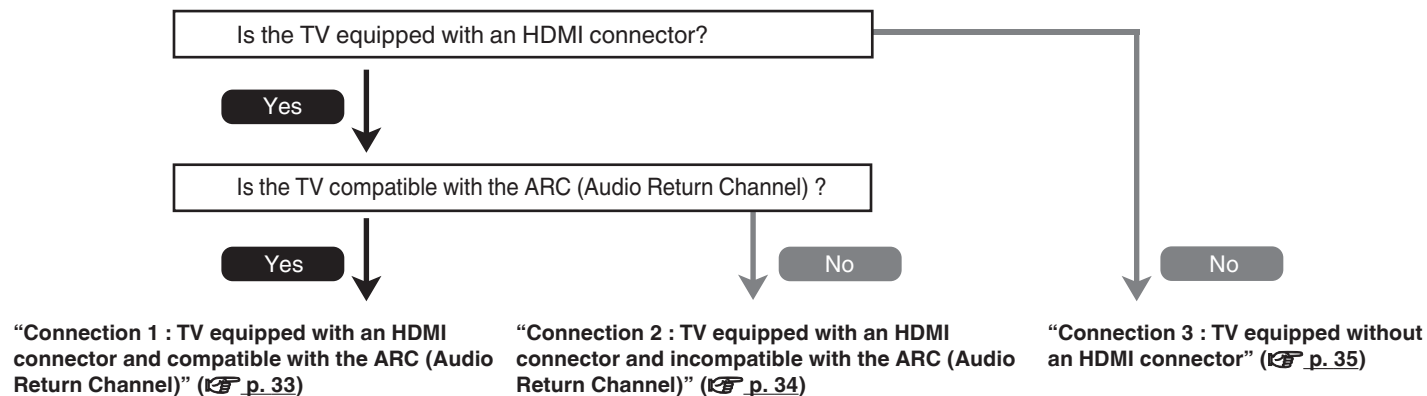 Is the TV equipped with an HDMI connector?
Yes
Is the TV compatible with the ARC (Audio Return Channel) ?
Yes
No
No
“Connection 1 : TV equipped with an HDMI
connector and compatible with the ARC (Audio
Return Channel)” (☞ p. 33)
“Connection 2 : TV equipped with an HDMI
connector and incompatible with the ARC (Audio
Return Channel)” (☞ p. 34)
“Connection 3 : TV equipped without
an HDMI connector” (☞ p. 35)